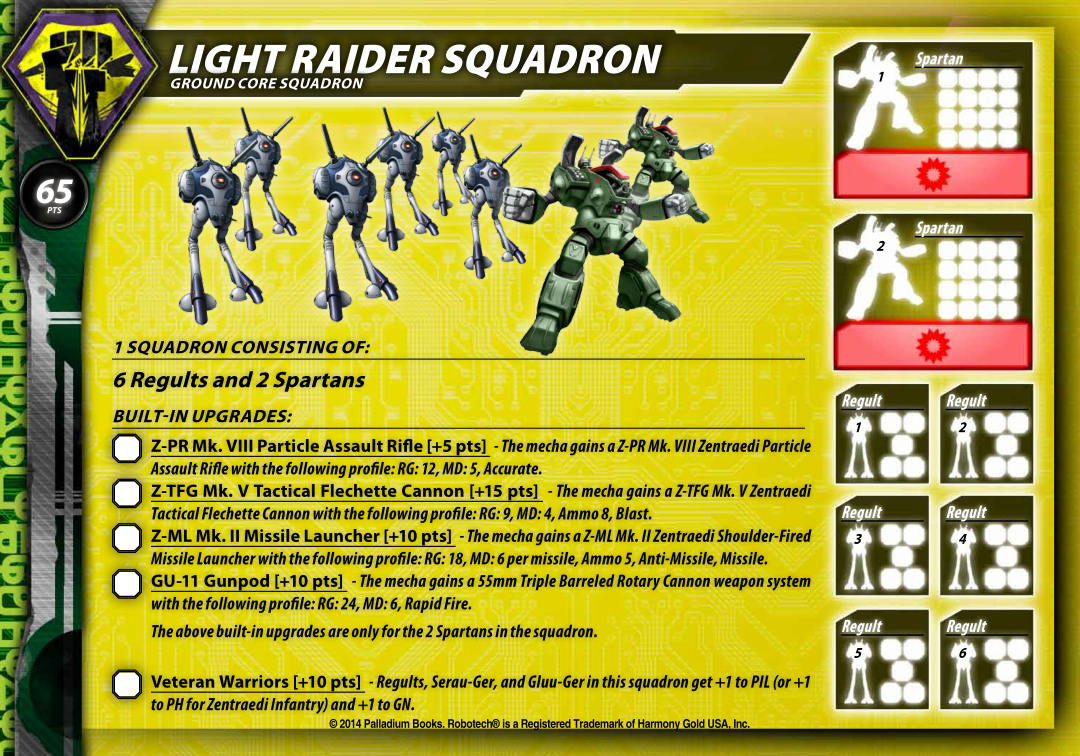 LIGHT RAIDER SQUADRON
GROUND CORE SQUADRON
65
PTS
1 SQUADRON CONSISTING OF:
6 Regults and 2 Spartans
BUILT-IN UPGRADES:
Z-PR Mk. VIII Particle Assault Rifle [+5 pts] - The mecha gains a Z-PR Mk. VIII Zentraedi Particle
Assault Rifle with the following profile: RG: 12, MD: 5, Accurate.
Z-TFG Mk. V Tactical Flechette Cannon [+15 pts] - The mecha gains a Z-TFG Mk. V Zentraedi
Tactical Flechette Cannon with the following profile: RG: 9, MD: 4, Ammo 8, Blast.
Z-ML Mk. II Missile Launcher [+10 pts] - The mecha gains a Z-ML Mk. II Zentraedi Shoulder-Fired
Missile Launcher with the following profile: RG: 18, MD: 6 per missile, Ammo 5, Anti-Missile, Missile.
GU-11 Gunpod [+10 pts] - The mecha gains a 55mm Triple Barreled Rotary Cannon weapon system
with the following profile: RG: 24, MD: 6, Rapid Fire.
The above built-in upgrades are only for the 2 Spartans in the squadron.
Veteran Warriors [+10 pts] - Regults, Serau-Ger, and Gluu-Ger in this squadron get +1 to PIL (or +1
to PH for Zentraedi Infantry) and +1 to GN.
© 2014 Palladium Books. Robotech® is a Registered Trademark of Harmony Gold USA, Inc.
Spartan
1
Spartan
2
Regult
1
Regult
2
Regult
3
Regult
4
Regult
5
Regult
6